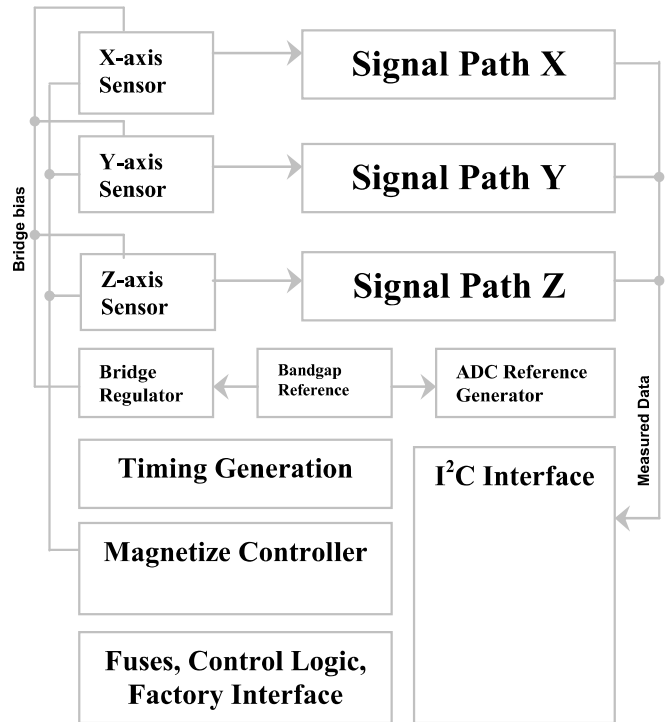 X-axis
Sensor
Signal Path X
Y-axis
Sensor
Signal Path Y
Bridge bias
Z-axis
Sensor
Signal Path Z
Bridge
Regulator
Bandgap
Reference
ADC Reference
Generator
Measured Data
Timing Generation
I²C Interface
Magnetize Controller
Fuses, Control Logic,
Factory Interface